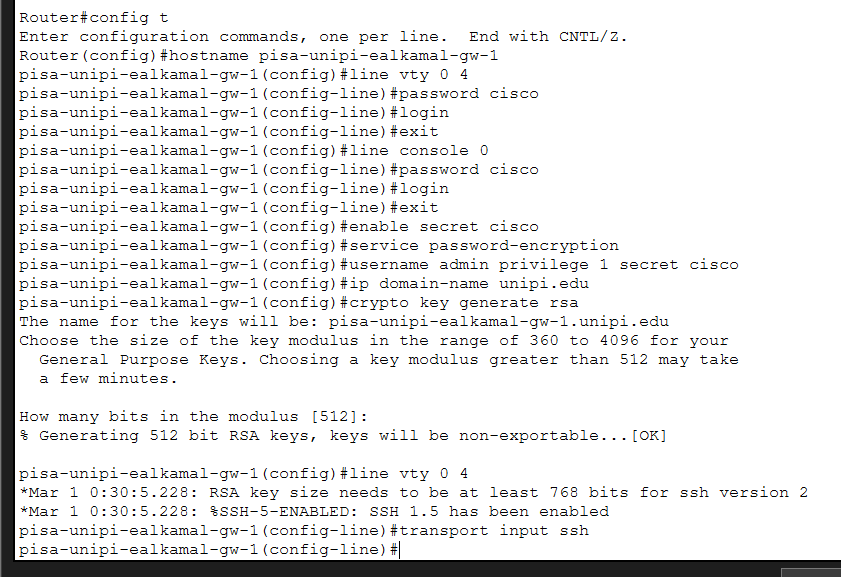 Router#config t
Enter configuration commands, one per line.  End with CNTL/Z.
Router(config)#hostname pisa-unipi-ealkamal-gw-1
pisa-unipi-ealkamal-gw-1(config)#line vty 0 4
pisa-unipi-ealkamal-gw-1(config-line)#password cisco
pisa-unipi-ealkamal-gw-1(config-line)#login
pisa-unipi-ealkamal-gw-1(config-line)#exit
pisa-unipi-ealkamal-gw-1(config)#line console 0
pisa-unipi-ealkamal-gw-1(config-line)#password cisco
pisa-unipi-ealkamal-gw-1(config-line)#login
pisa-unipi-ealkamal-gw-1(config-line)#exit
pisa-unipi-ealkamal-gw-1(config)#enable secret cisco
pisa-unipi-ealkamal-gw-1(config)#service password-encryption
pisa-unipi-ealkamal-gw-1(config)#username admin privilege 1 secret cisco
pisa-unipi-ealkamal-gw-1(config)#ip domain-name unipi.edu
pisa-unipi-ealkamal-gw-1(config)#crypto key generate rsa
The name for the keys will be: pisa-unipi-ealkamal-gw-1.unipi.edu
Choose the size of the key modulus in the range of 360 to 4096 for your
  General Purpose Keys. Choosing a key modulus greater than 512 may take
  a few minutes.

How many bits in the modulus [512]:
% Generating 512 bit RSA keys, keys will be non-exportable...[OK]

pisa-unipi-ealkamal-gw-1(config)#line vty 0 4
*Mar 1 0:30:5.228: RSA key size needs to be at least 768 bits for ssh version 2
*Mar 1 0:30:5.228: %SSH-5-ENABLED: SSH 1.5 has been enabled
pisa-unipi-ealkamal-gw-1(config-line)#transport input ssh
pisa-unipi-ealkamal-gw-1(config-line)#